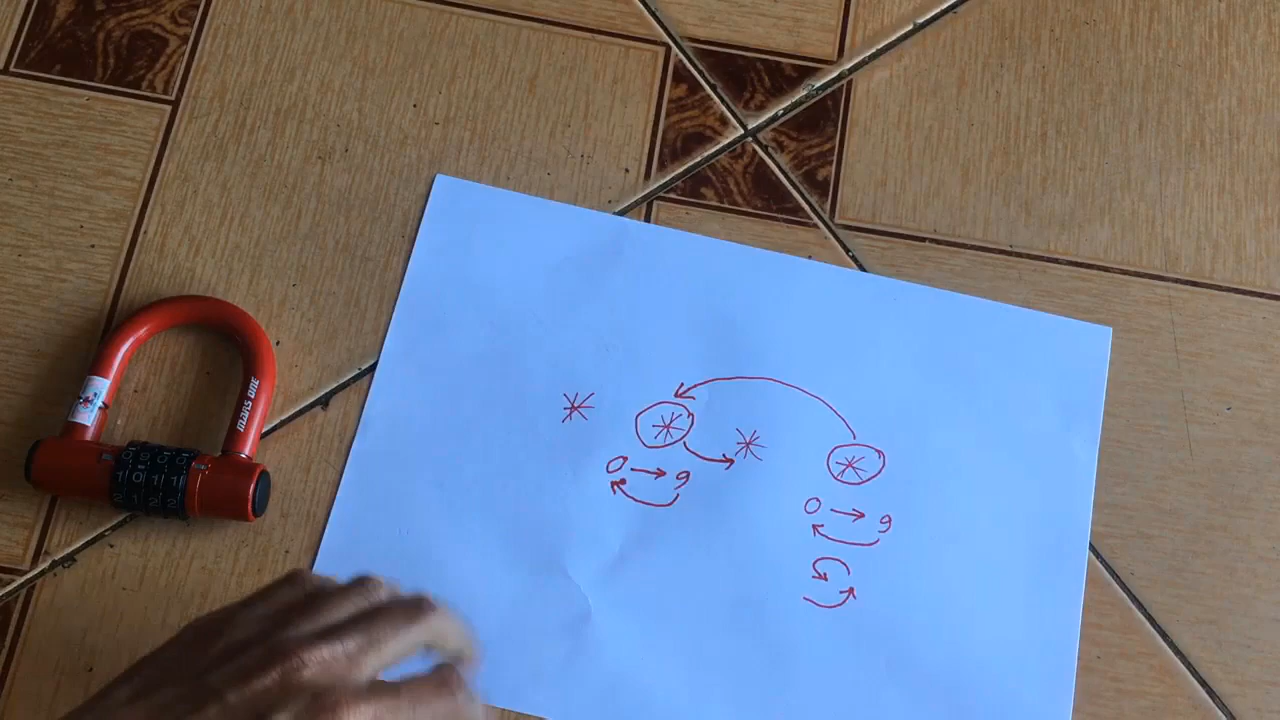 MARS ONE
* * * *
0 → 9
0 → 9